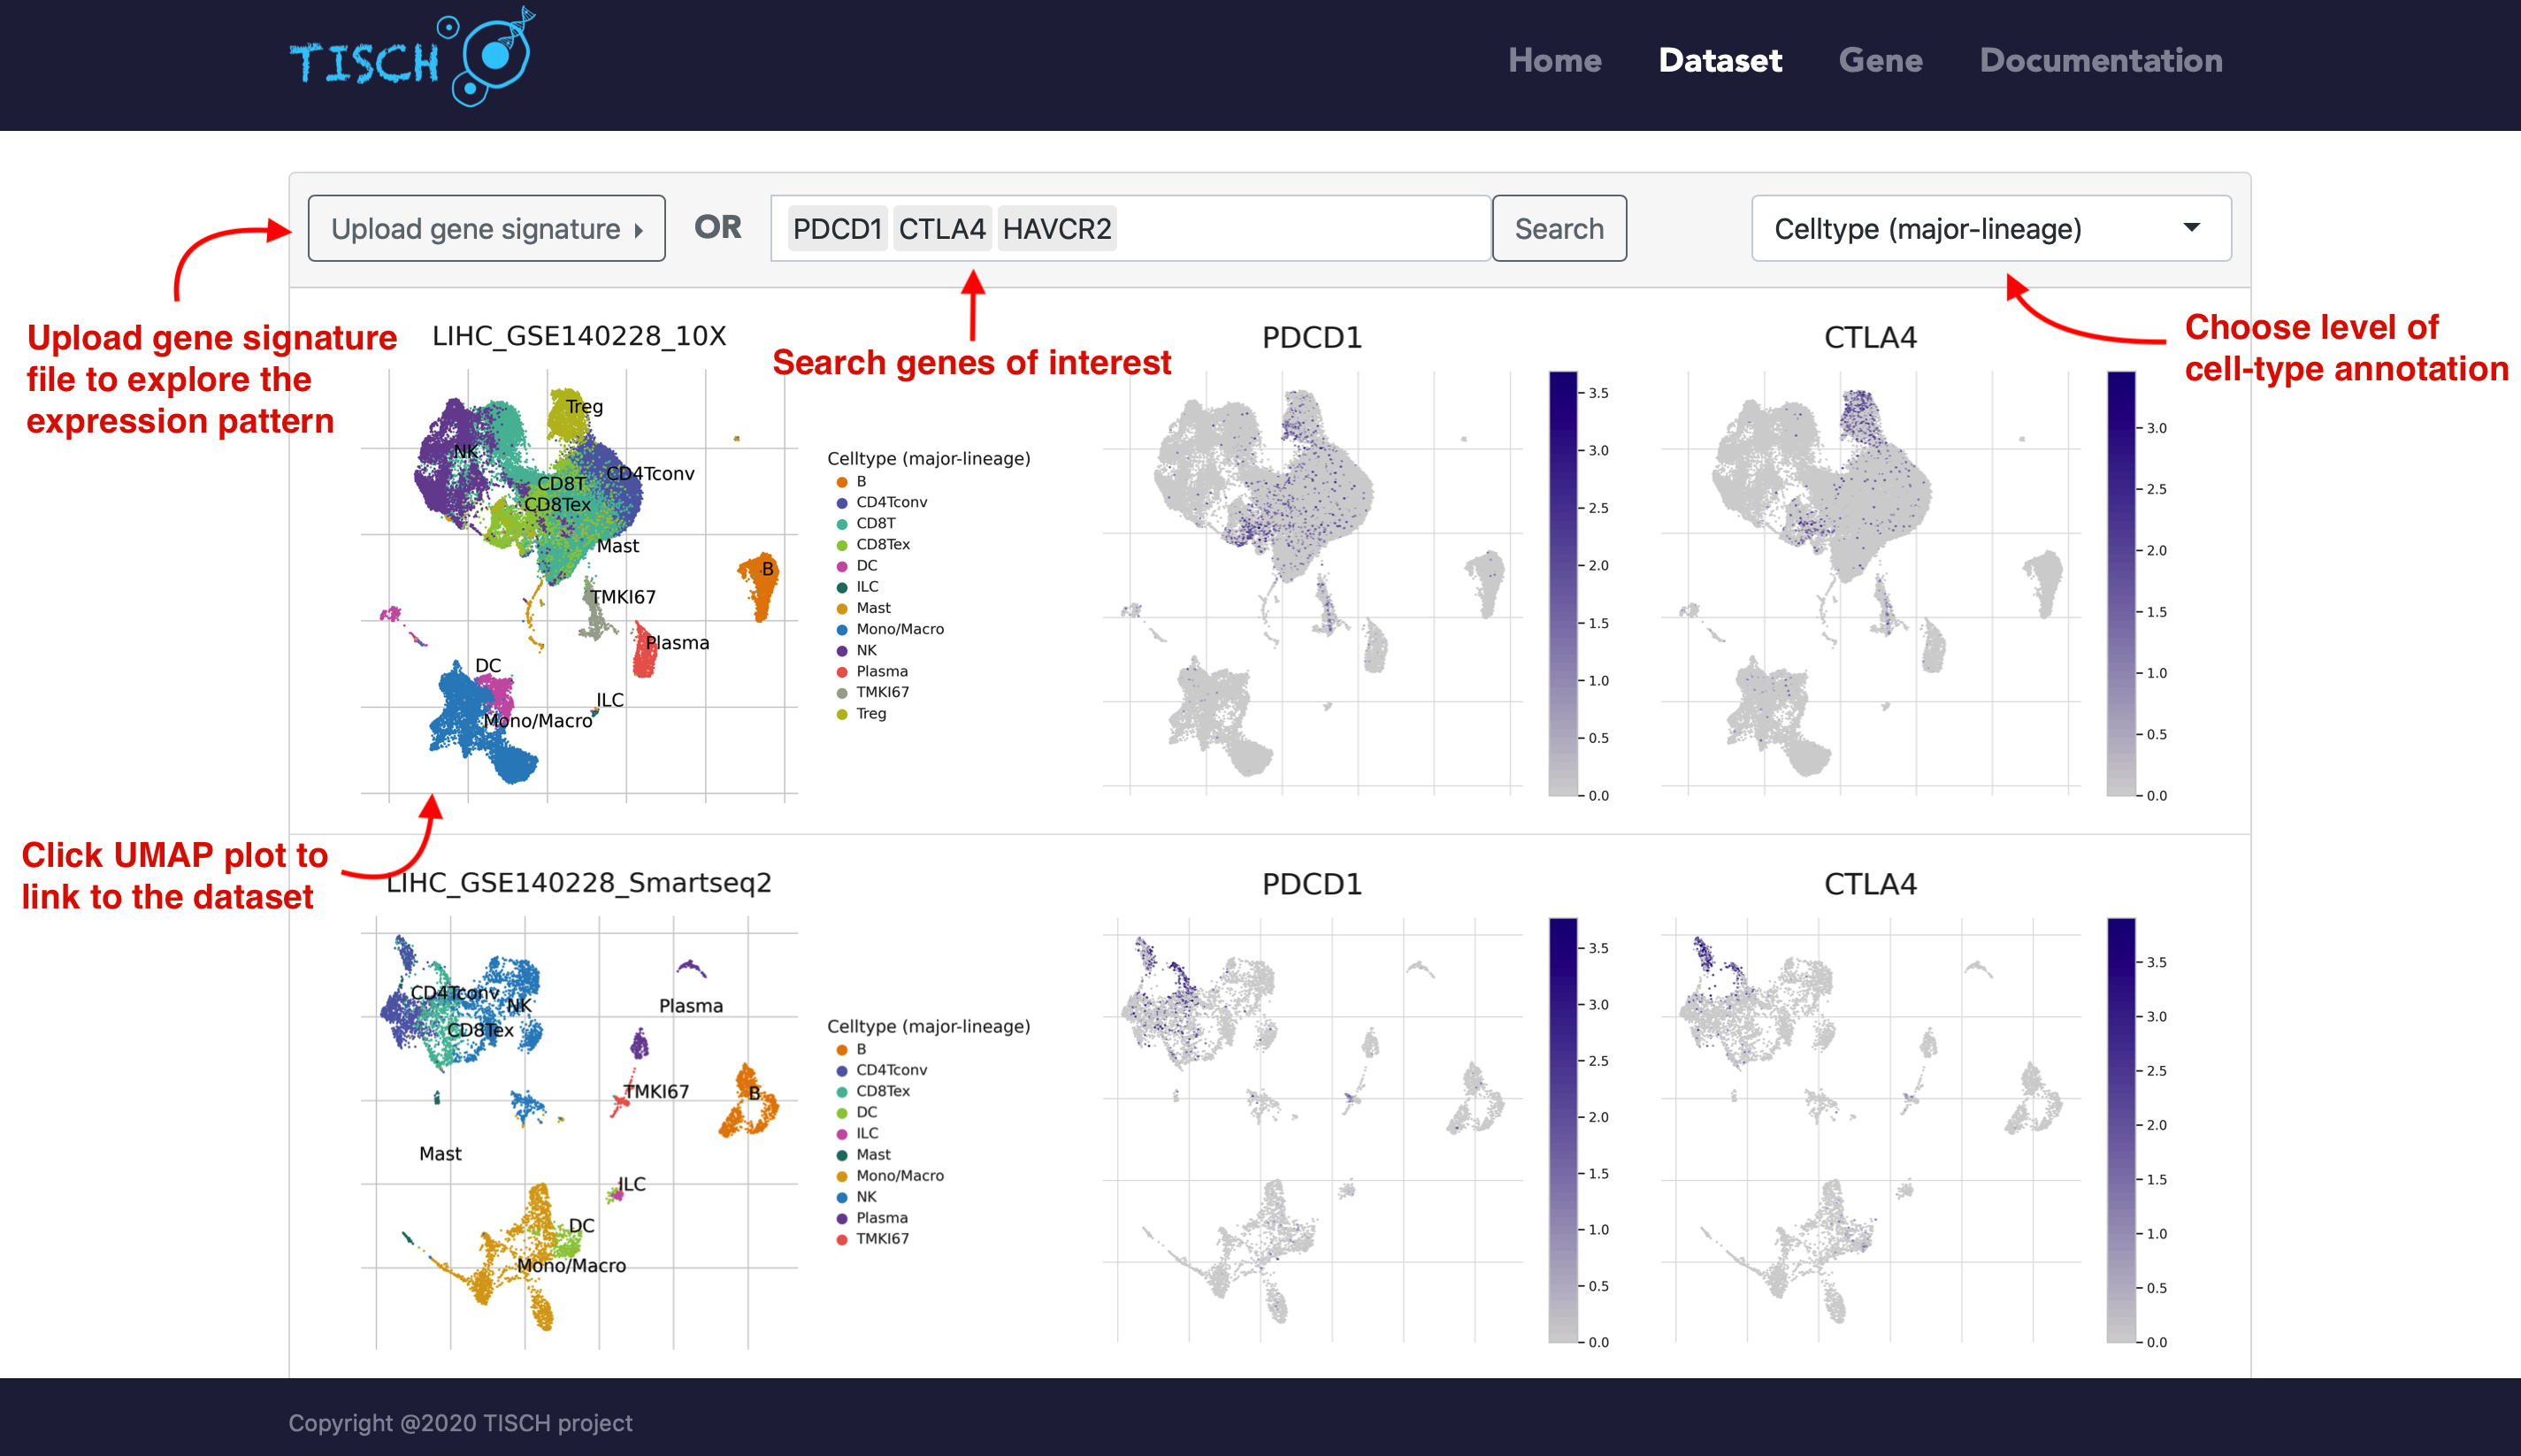 TISCH
Home Dataset Gene Documentation
Upload gene signature OR PDCD1 CTLA4 HAVCR2 Search Celltype (major-lineage)
Upload gene signature
file to explore the
expression pattern
Search genes of interest
Choose level of
cell-type annotation
LIHC_GSE140228_10X
Treg
NK
CD4Tconv
CD8T
CD8Tex
Mast
B
TMKI67
Plasma
DC
ILC
Mono/Macro
Celltype (major-lineage)
B
CD4Tconv
CD8T
CD8Tex
DC
ILC
Mast
Mono/Macro
NK
Plasma
TMKI67
Treg
PDCD1
3.5
3.0
2.5
2.0
1.5
1.0
0.5
0.0
CTLA4
3.0
2.5
2.0
1.5
1.0
0.5
0.0
Click UMAP plot to
link to the dataset
LIHC_GSE140228_Smartseq2
CD4Tconv
NK
Plasma
CD8Tex
TMKI67
B
Mast
ILC
DC
Mono/Macro
Celltype (major-lineage)
B
CD4Tconv
CD8Tex
DC
ILC
Mast
Mono/Macro
NK
Plasma
TMKI67
PDCD1
3.5
3.0
2.5
2.0
1.5
1.0
0.5
0.0
CTLA4
3.5
3.0
2.5
2.0
1.5
1.0
0.5
0.0
Copyright @2020 TISCH project